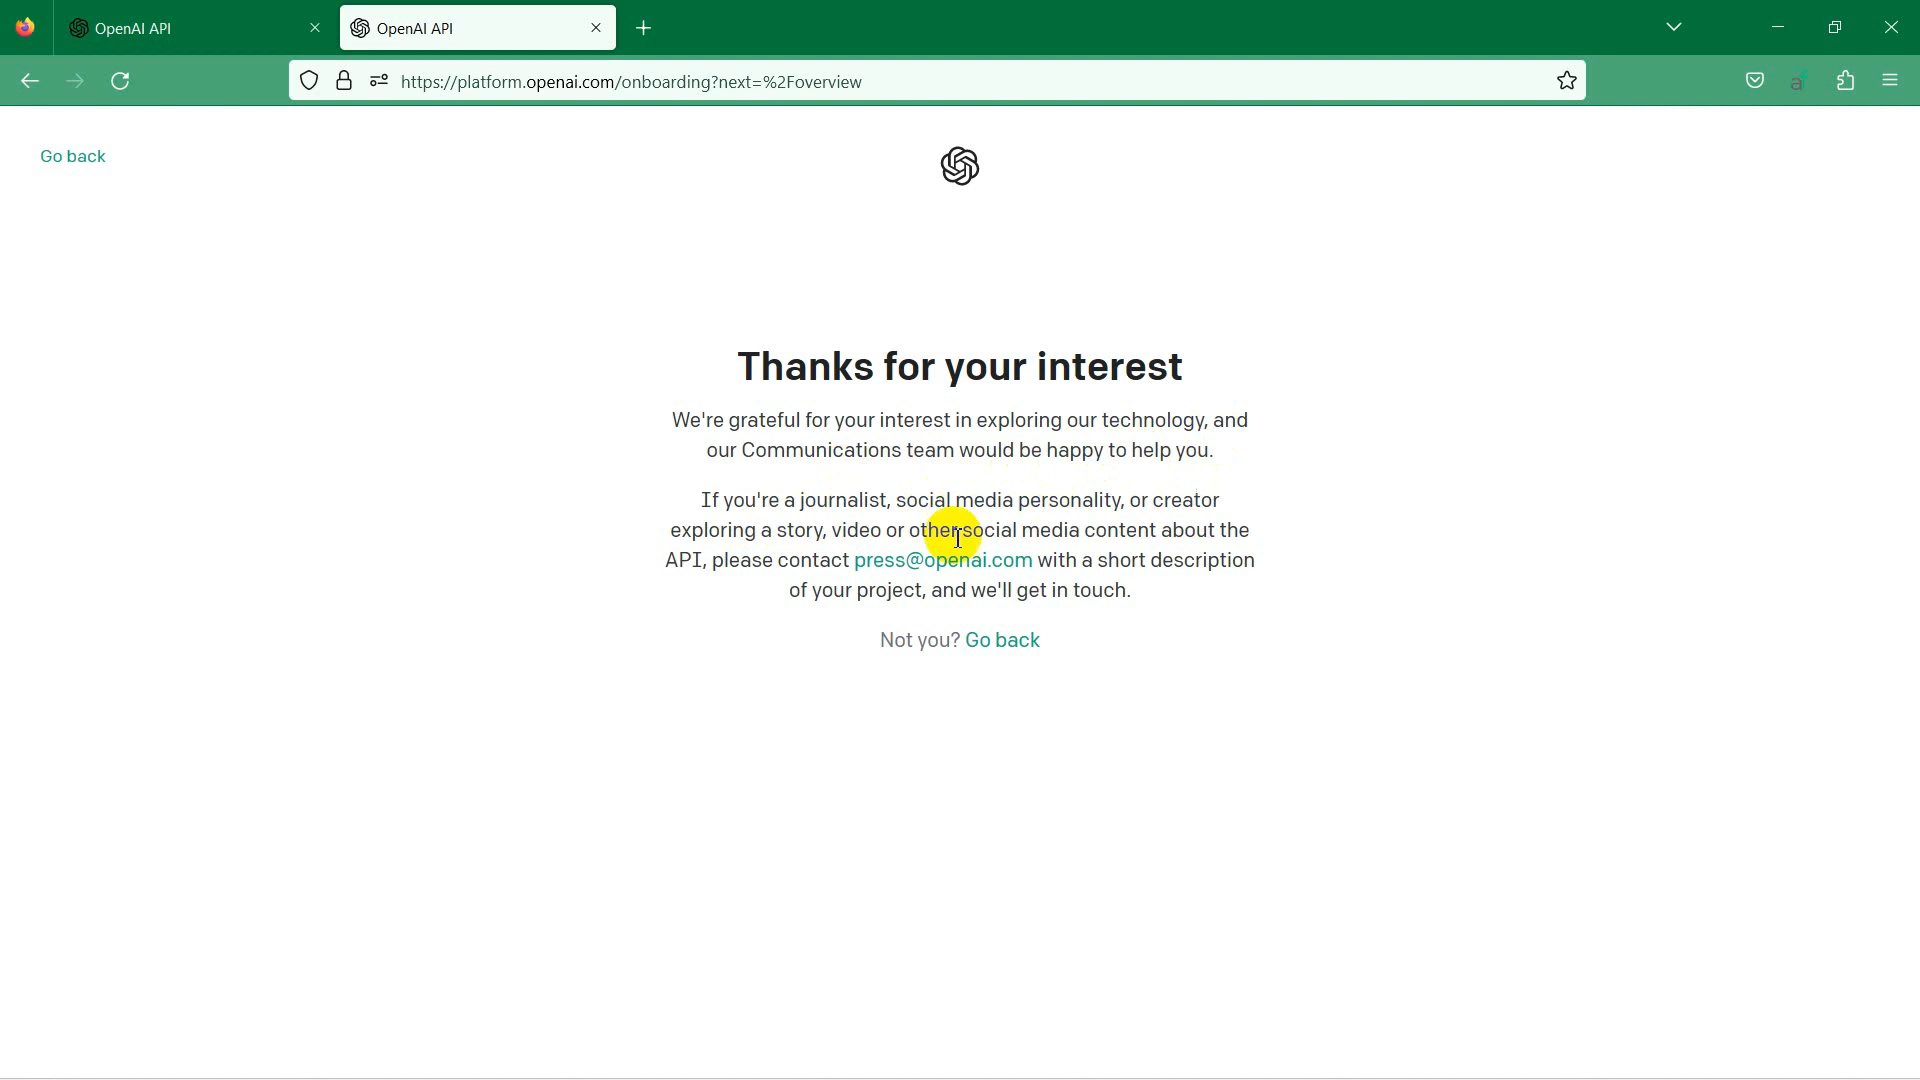 OpenAI API
OpenAI API
https://platform.openai.com/onboarding?next=%2Foverview
Go back
Thanks for your interest
We're grateful for your interest in exploring our technology, and
our Communications team would be happy to help you.
If you're a journalist, social media personality, or creator
exploring a story, video or other social media content about the
API, please contact press@openai.com with a short description
of your project, and we'll get in touch.
Not you? Go back